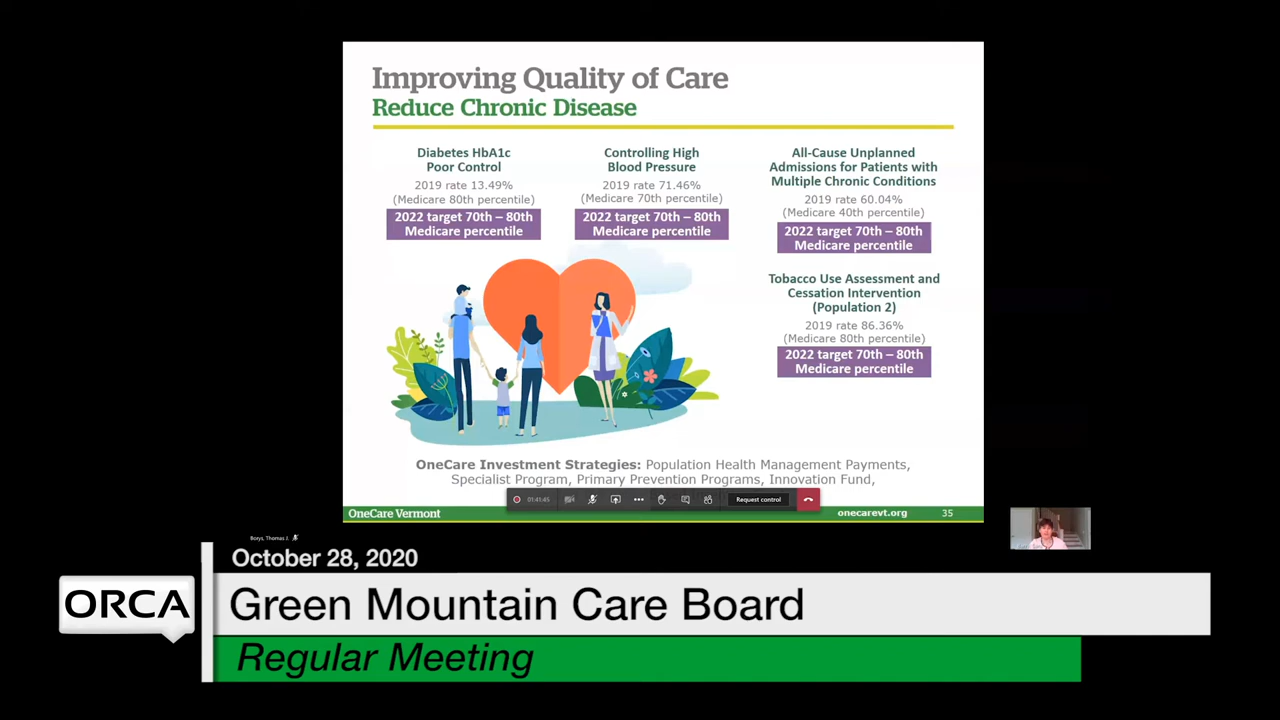 Improving Quality of Care
Reduce Chronic Disease
Diabetes HbA1c
Poor Control
2019 rate 13.49%
(Medicare 80th percentile)
2022 target 70th – 80th
Medicare percentile
Controlling High
Blood Pressure
2019 rate 71.46%
(Medicare 70th percentile)
2022 target 70th – 80th
Medicare percentile
All-Cause Unplanned
Admissions for Patients with
Multiple Chronic Conditions
2019 rate 60.04%
(Medicare 40th percentile)
2022 target 70th – 80th
Medicare percentile
Tobacco Use Assessment and
Cessation Intervention
(Population 2)
2019 rate 86.36%
(Medicare 80th percentile)
2022 target 70th – 80th
Medicare percentile
OneCare Investment Strategies: Population Health Management Payments,
Specialist Program, Primary Prevention Programs, Innovation Fund,
01:41:45
Request control
OneCare Vermont
onecarevt.org
35
Borys, Thomas J.
October 28, 2020
ORCA
Green Mountain Care Board
Regular Meeting